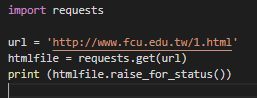 import requests
url = 'http://www.fcu.edu.tw/1.html'
htmlfile = requests.get(url)
print (htmlfile.raise_for_status())